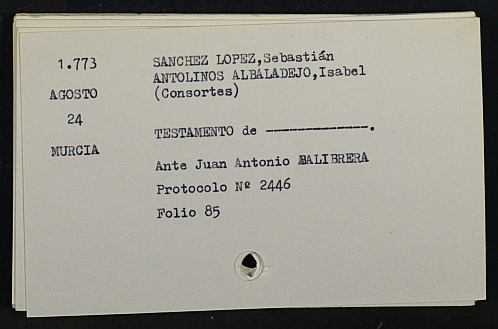 1.773
AGOSTO
24
MURCIA
SANCHEZ LOPEZ,Sebastián
ANTOLINOS ALBALADEJO,Isabel
(Consortes)
TESTAMENTO de --------------.
Ante Juan Antonio BALIBRERA
Protocolo Nº 2446
Folio 85